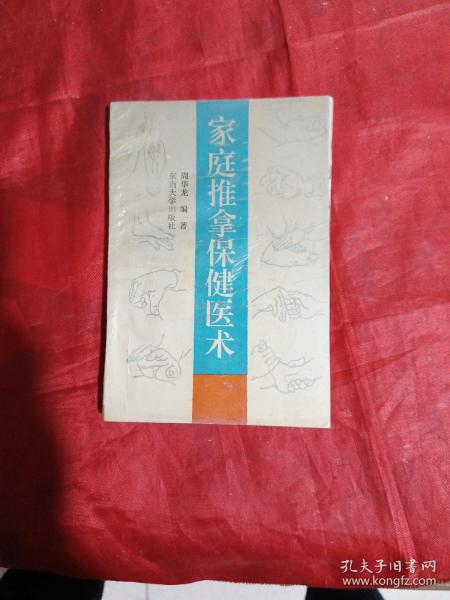 家庭推拿保健医术
周华龙 编著
东南大学出版社
孔夫子旧书网
www.kongfz.com